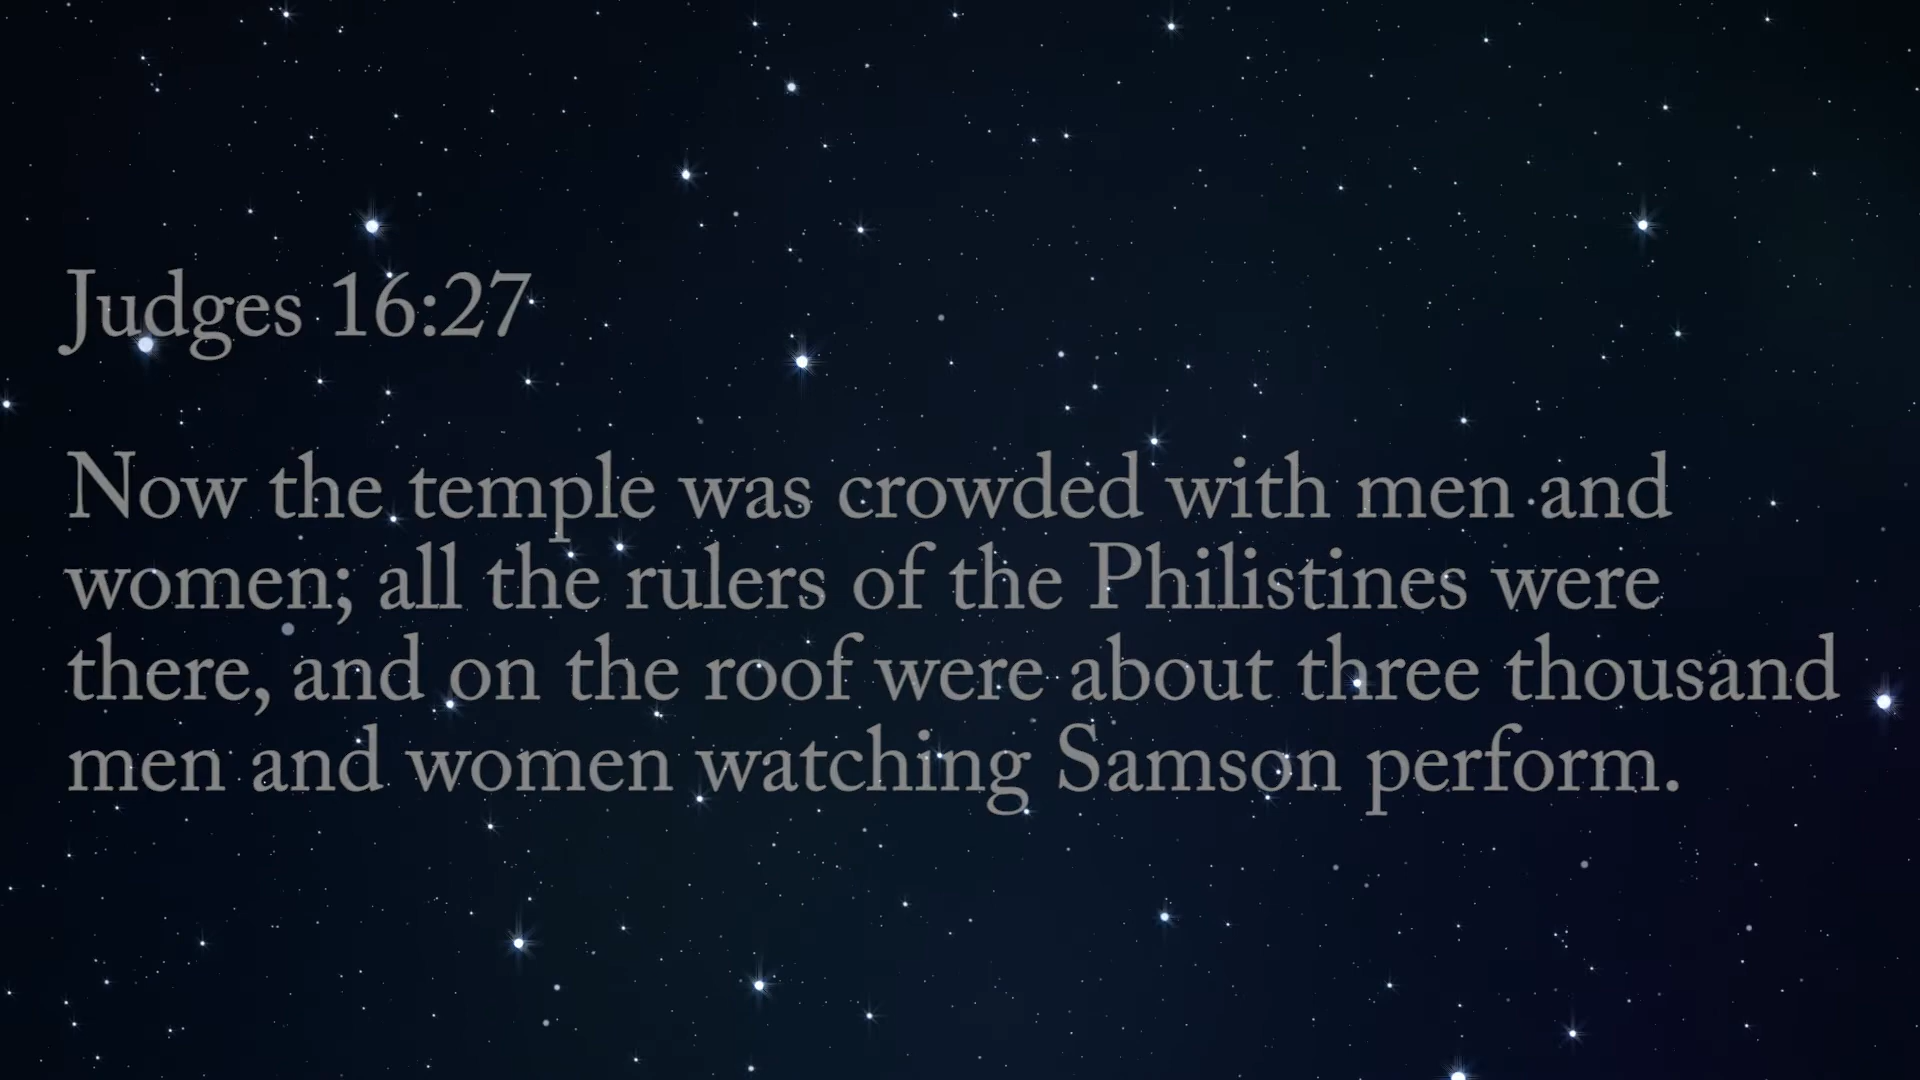 Judges 16:27
Now the temple was crowded with men and
women; all the rulers of the Philistines were
there, and on the roof were about three thousand
men and women watching Samson perform.